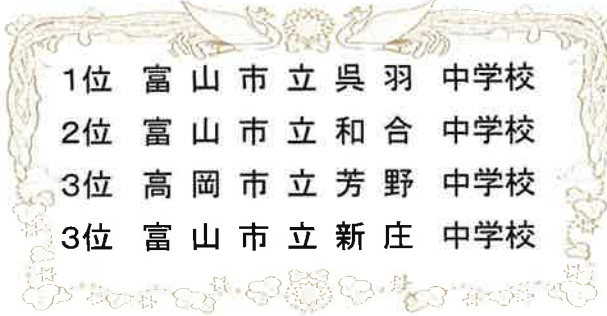 1位 富山市立呉羽 中学校
2位 富山市立和合 中学校
3位 高岡市立芳野 中学校
3位 富山市立新庄 中学校